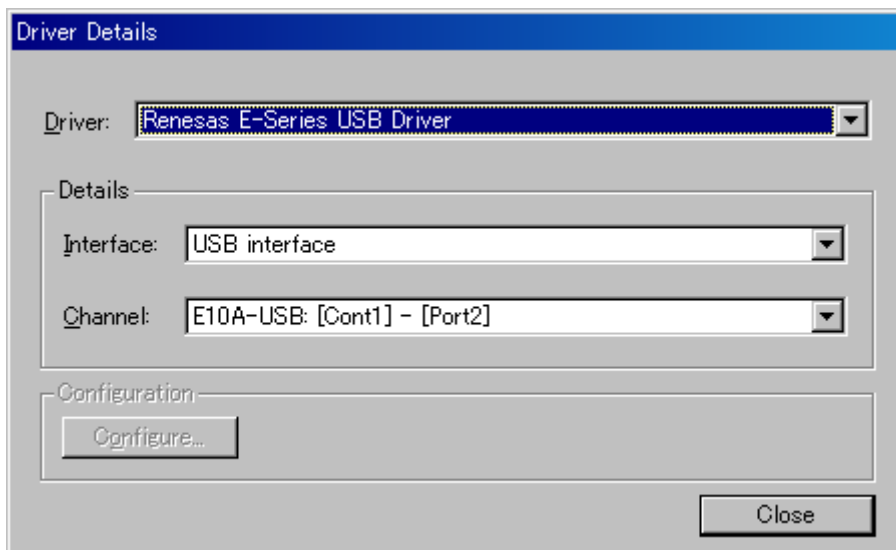 Driver Details
Driver: Renesas E-Series USB Driver
Details
Interface: USB interface
Channel: E10A-USB: [Cont1] - [Port2]
Configuration
Configure...
Close